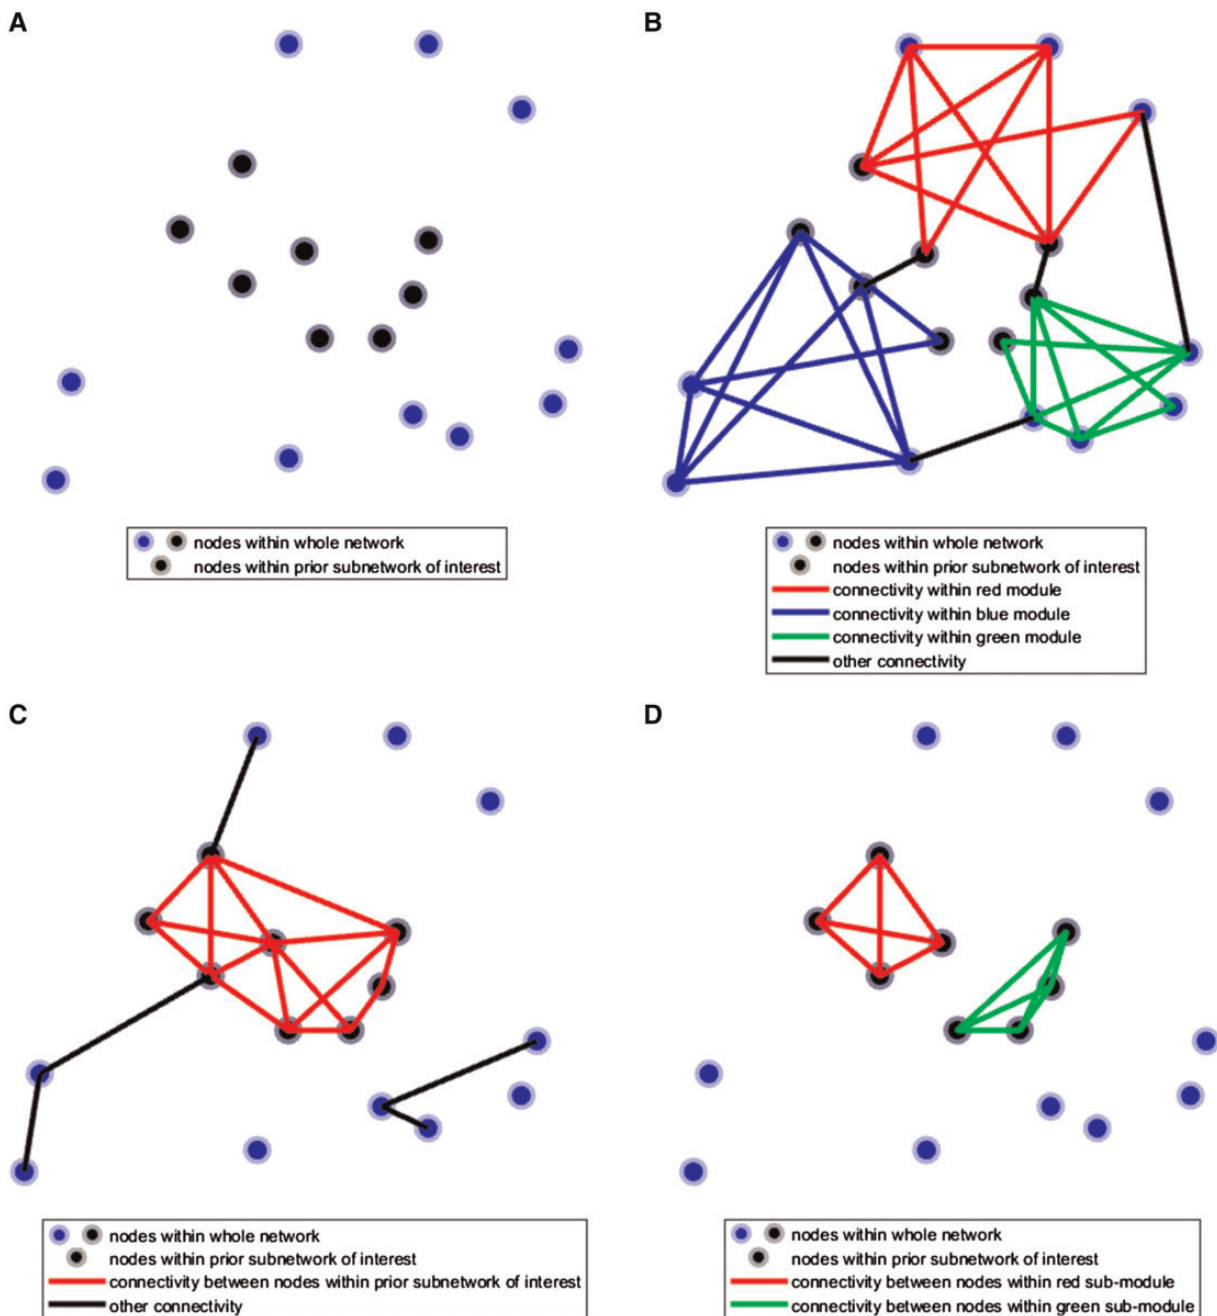 A
B
nodes within whole network
nodes within prior subnetwork of interest
nodes within whole network
nodes within prior subnetwork of interest
connectivity within red module
connectivity within blue module
connectivity within green module
other connectivity
C
D
nodes within whole network
nodes within prior subnetwork of interest
connectivity between nodes within prior subnetwork of interest
other connectivity
nodes within whole network
nodes within prior subnetwork of interest
connectivity between nodes within red sub-module
connectivity between nodes within green sub-module